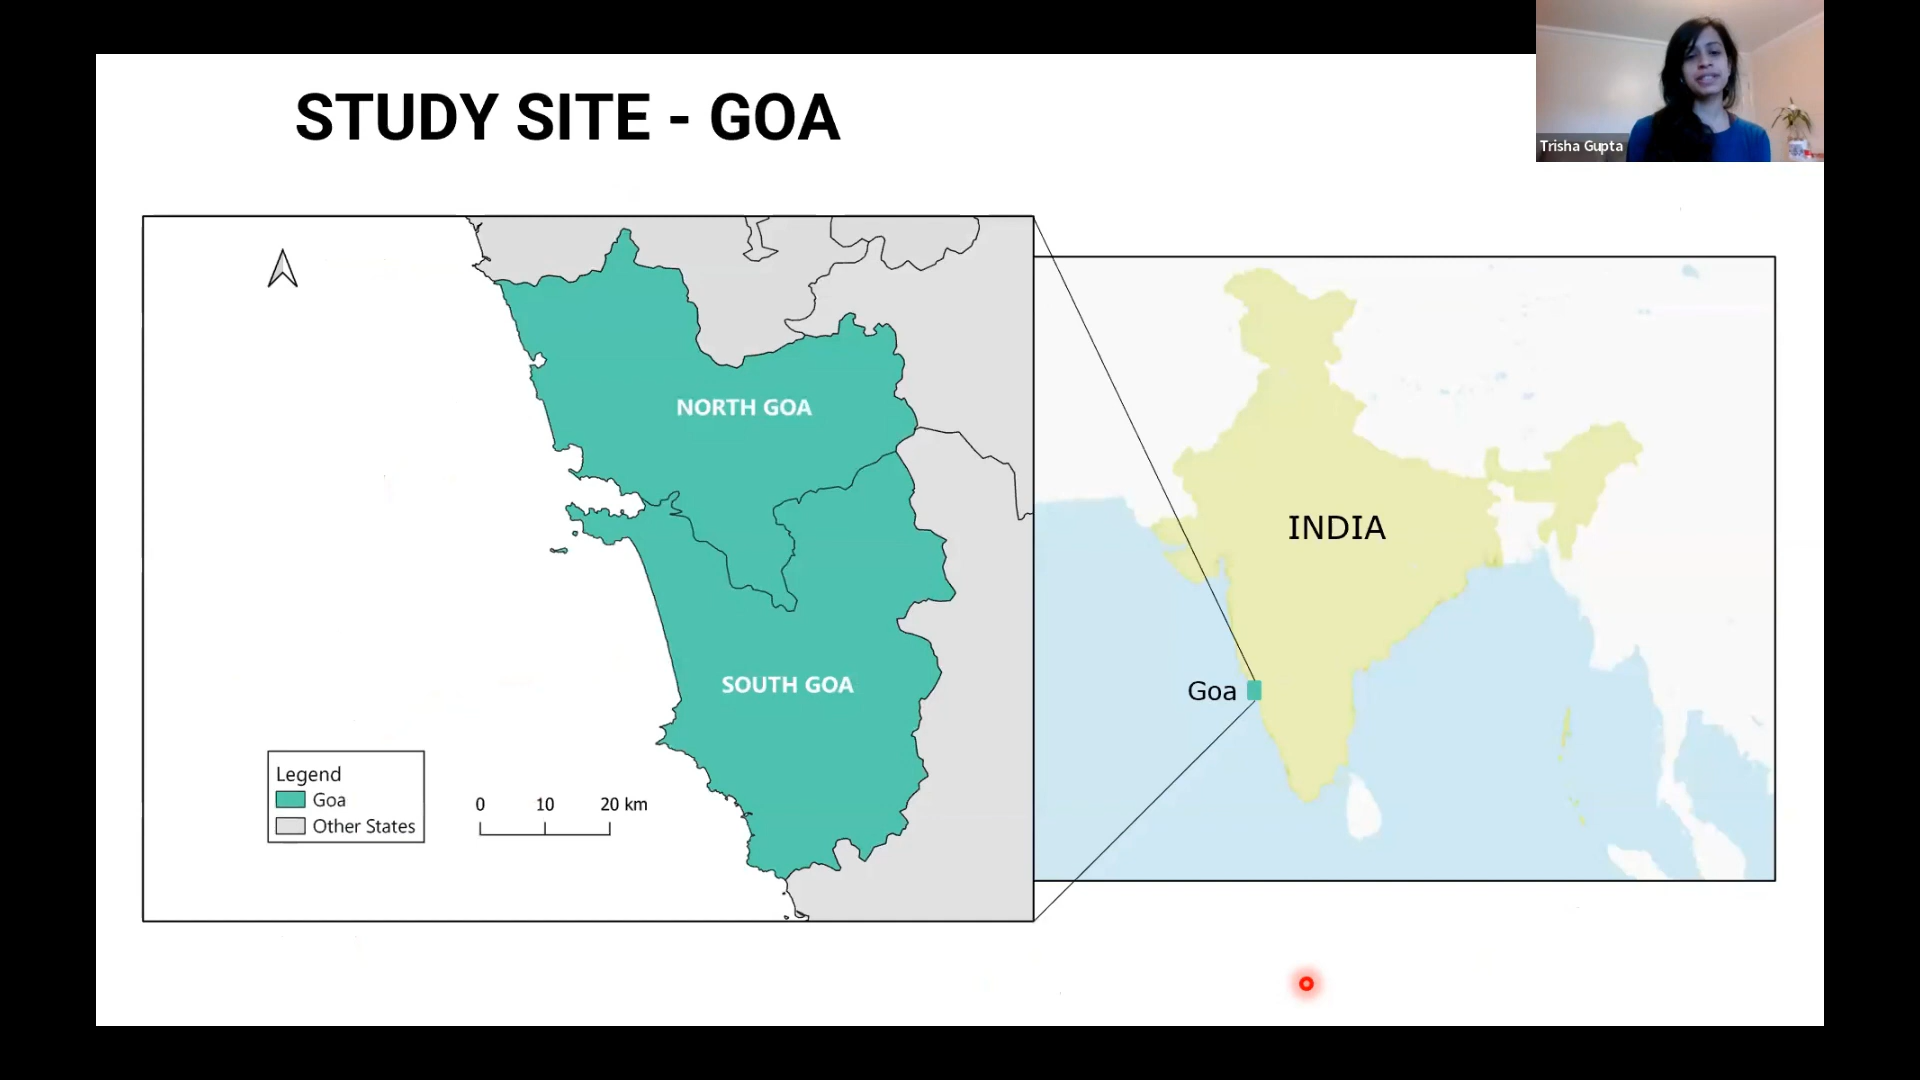 STUDY SITE - GOA
Trisha Gupta
NORTH GOA
SOUTH GOA
INDIA
Goa
Legend
Goa
Other States
0 10 20 km